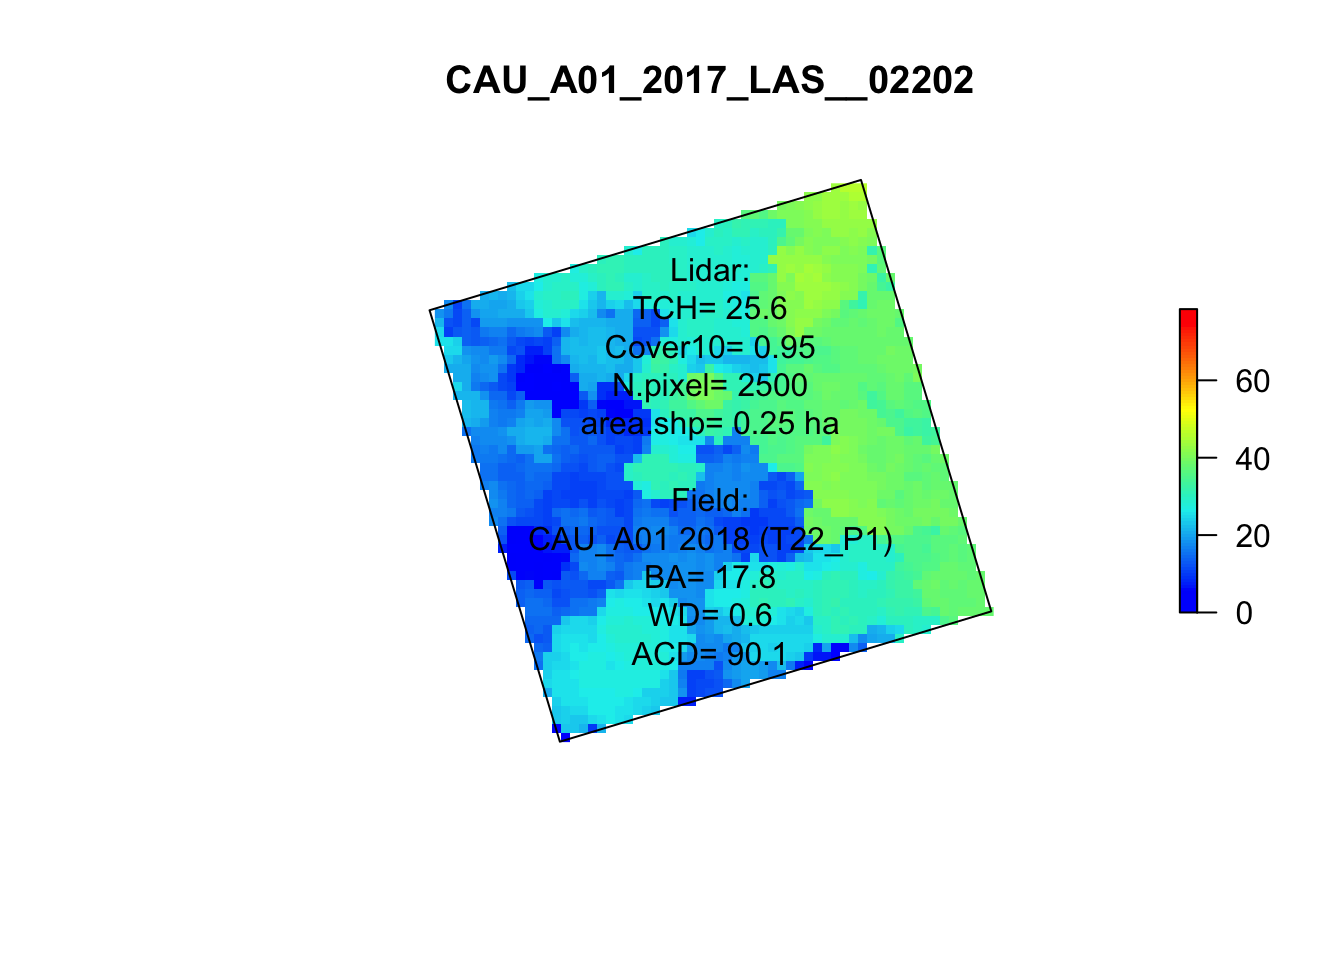 CAU_A01_2017_LAS__02202
Lidar:
TCH= 25.6
Cover10= 0.95
N.pixel= 2500
area.shp= 0.25 ha
Field:
CAU_A01 2018 (T22_P1)
BA= 17.8
WD= 0.6
ACD= 90.1
60
40
20
0